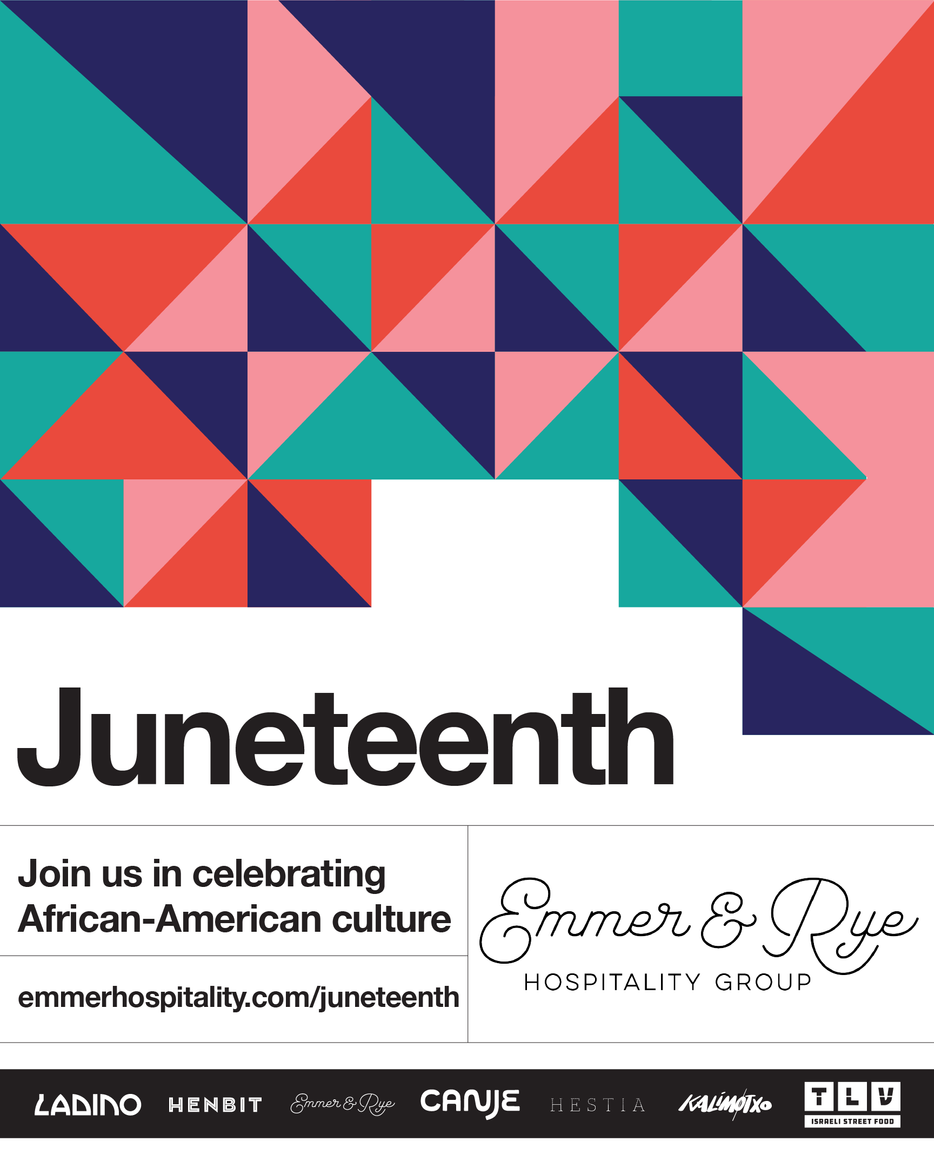 Juneteenth
Join us in celebrating
African-American culture
emmerhospitality.com/juneteenth
Emmer & Rye
HOSPITALITY GROUP
LADINO
HENBIT
Emmer & Rye
CANJE
HESTIA
KALIMOTXO
TLV
ISRAELI STREET FOOD